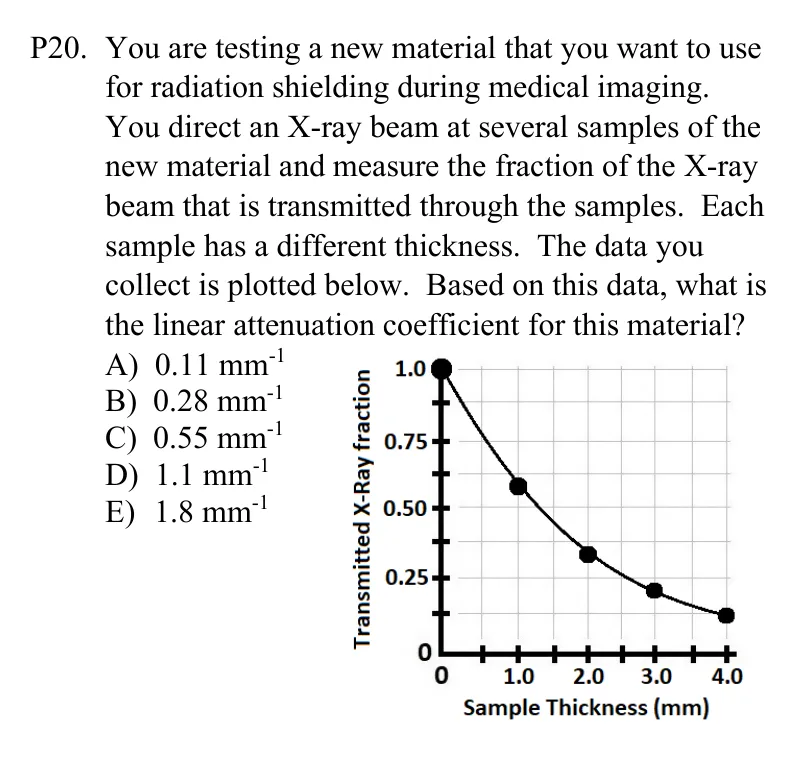 P20. You are testing a new material that you want to use
for radiation shielding during medical imaging.
You direct an X-ray beam at several samples of the
new material and measure the fraction of the X-ray
beam that is transmitted through the samples. Each
sample has a different thickness. The data you
collect is plotted below. Based on this data, what is
the linear attenuation coefficient for this material?
A) 0.11 mm⁻¹
B) 0.28 mm⁻¹
C) 0.55 mm⁻¹
D) 1.1 mm⁻¹
E) 1.8 mm⁻¹
Transmitted X-Ray fraction
1.0
0.75
0.50
0.25
0
0 1.0 2.0 3.0 4.0
Sample Thickness (mm)